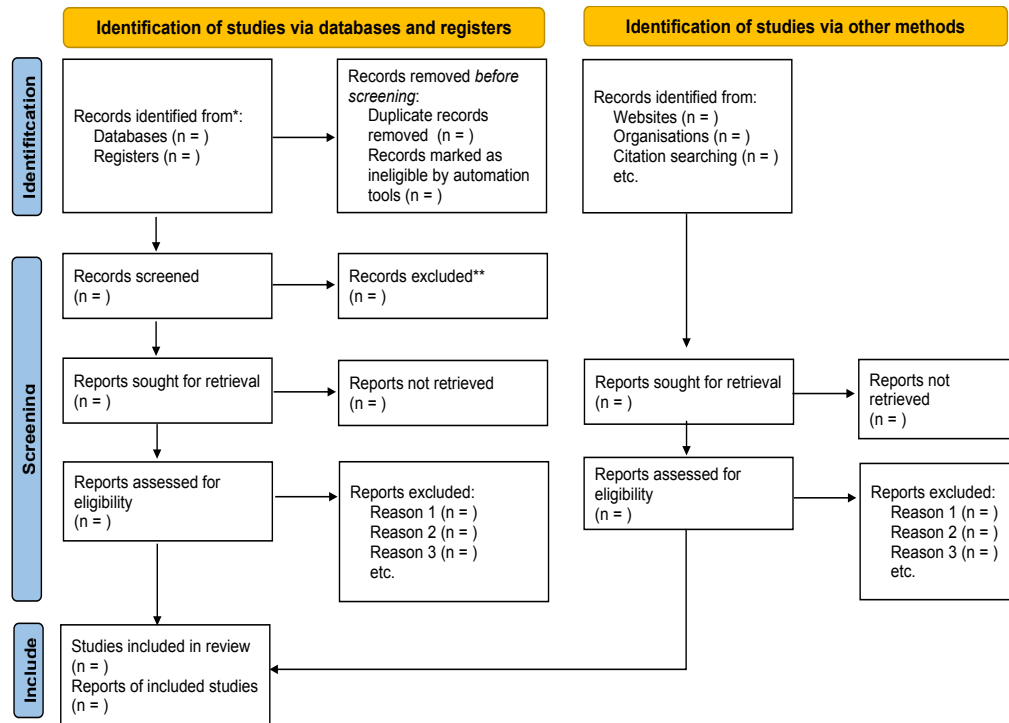 Identification of studies via databases and registers
Identification of studies via other methods
Identifitcation
Records identified from*:
Databases (n = )
Registers (n = )
Records removed before
screening:
Duplicate records
removed (n = )
Records marked as
ineligible by automation
tools (n = )
Records identified from:
Websites (n = )
Organisations (n = )
Citation searching (n = )
etc.
Screening
Records screened
(n = )
Records excluded**
(n = )
Reports sought for retrieval
(n = )
Reports not retrieved
(n = )
Reports sought for retrieval
(n = )
Reports not
retrieved
(n = )
Reports assessed for
eligibility
(n = )
Reports excluded:
Reason 1 (n = )
Reason 2 (n = )
Reason 3 (n = )
etc.
Reports assessed for
eligibility
(n = )
Reports excluded:
Reason 1 (n = )
Reason 2 (n = )
Reason 3 (n = )
etc.
Include
Studies included in review
(n = )
Reports of included studies
(n = )